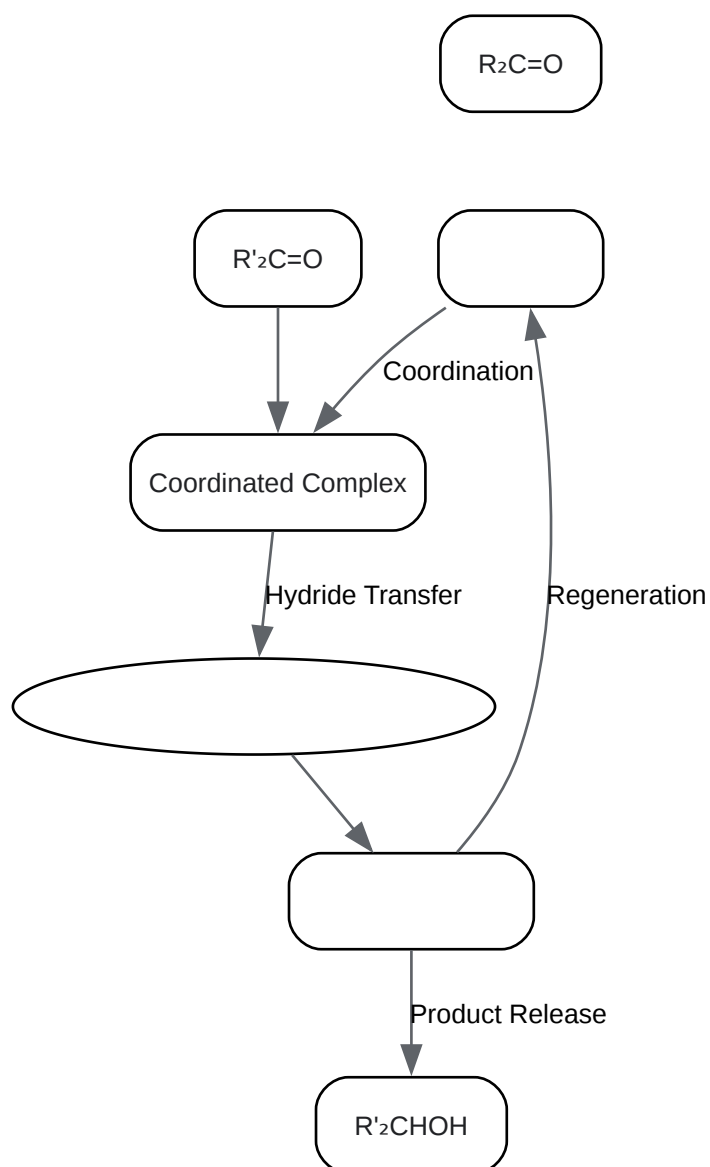 R₂C=O
R'₂C=O
Coordination
Coordinated Complex
Hydride Transfer
Regeneration
Product Release
R'₂CHOH